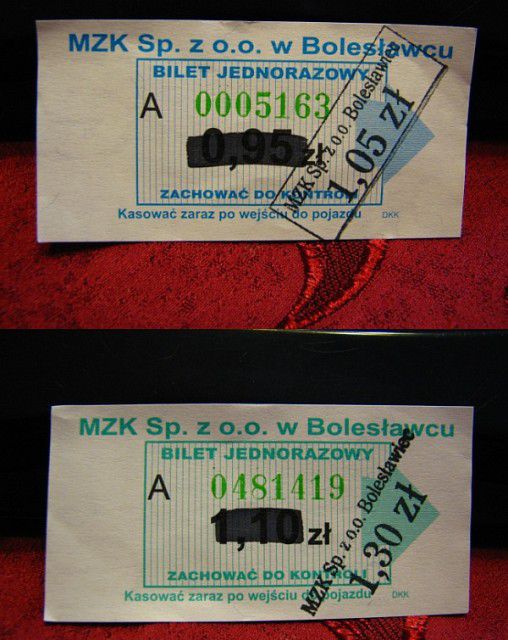 MZK Sp. z o.o. w Bolesławcu
BILET JEDNORAZOWY
A 0005163
0,95 zł
MZK Sp. z o.o. Bolesławiec
1,05 zł
ZACHOWAĆ DO KONTROLI
Kasować zaraz po wejściu do pojazdu DKK
MZK Sp. z o.o. w Bolesławcu
BILET JEDNORAZOWY
A 0481419
1,10 zł
MZK Sp. z o.o. Bolesławiec
1,30 zł
ZACHOWAĆ DO KONTROLI
Kasować zaraz po wejściu do pojazdu DKK